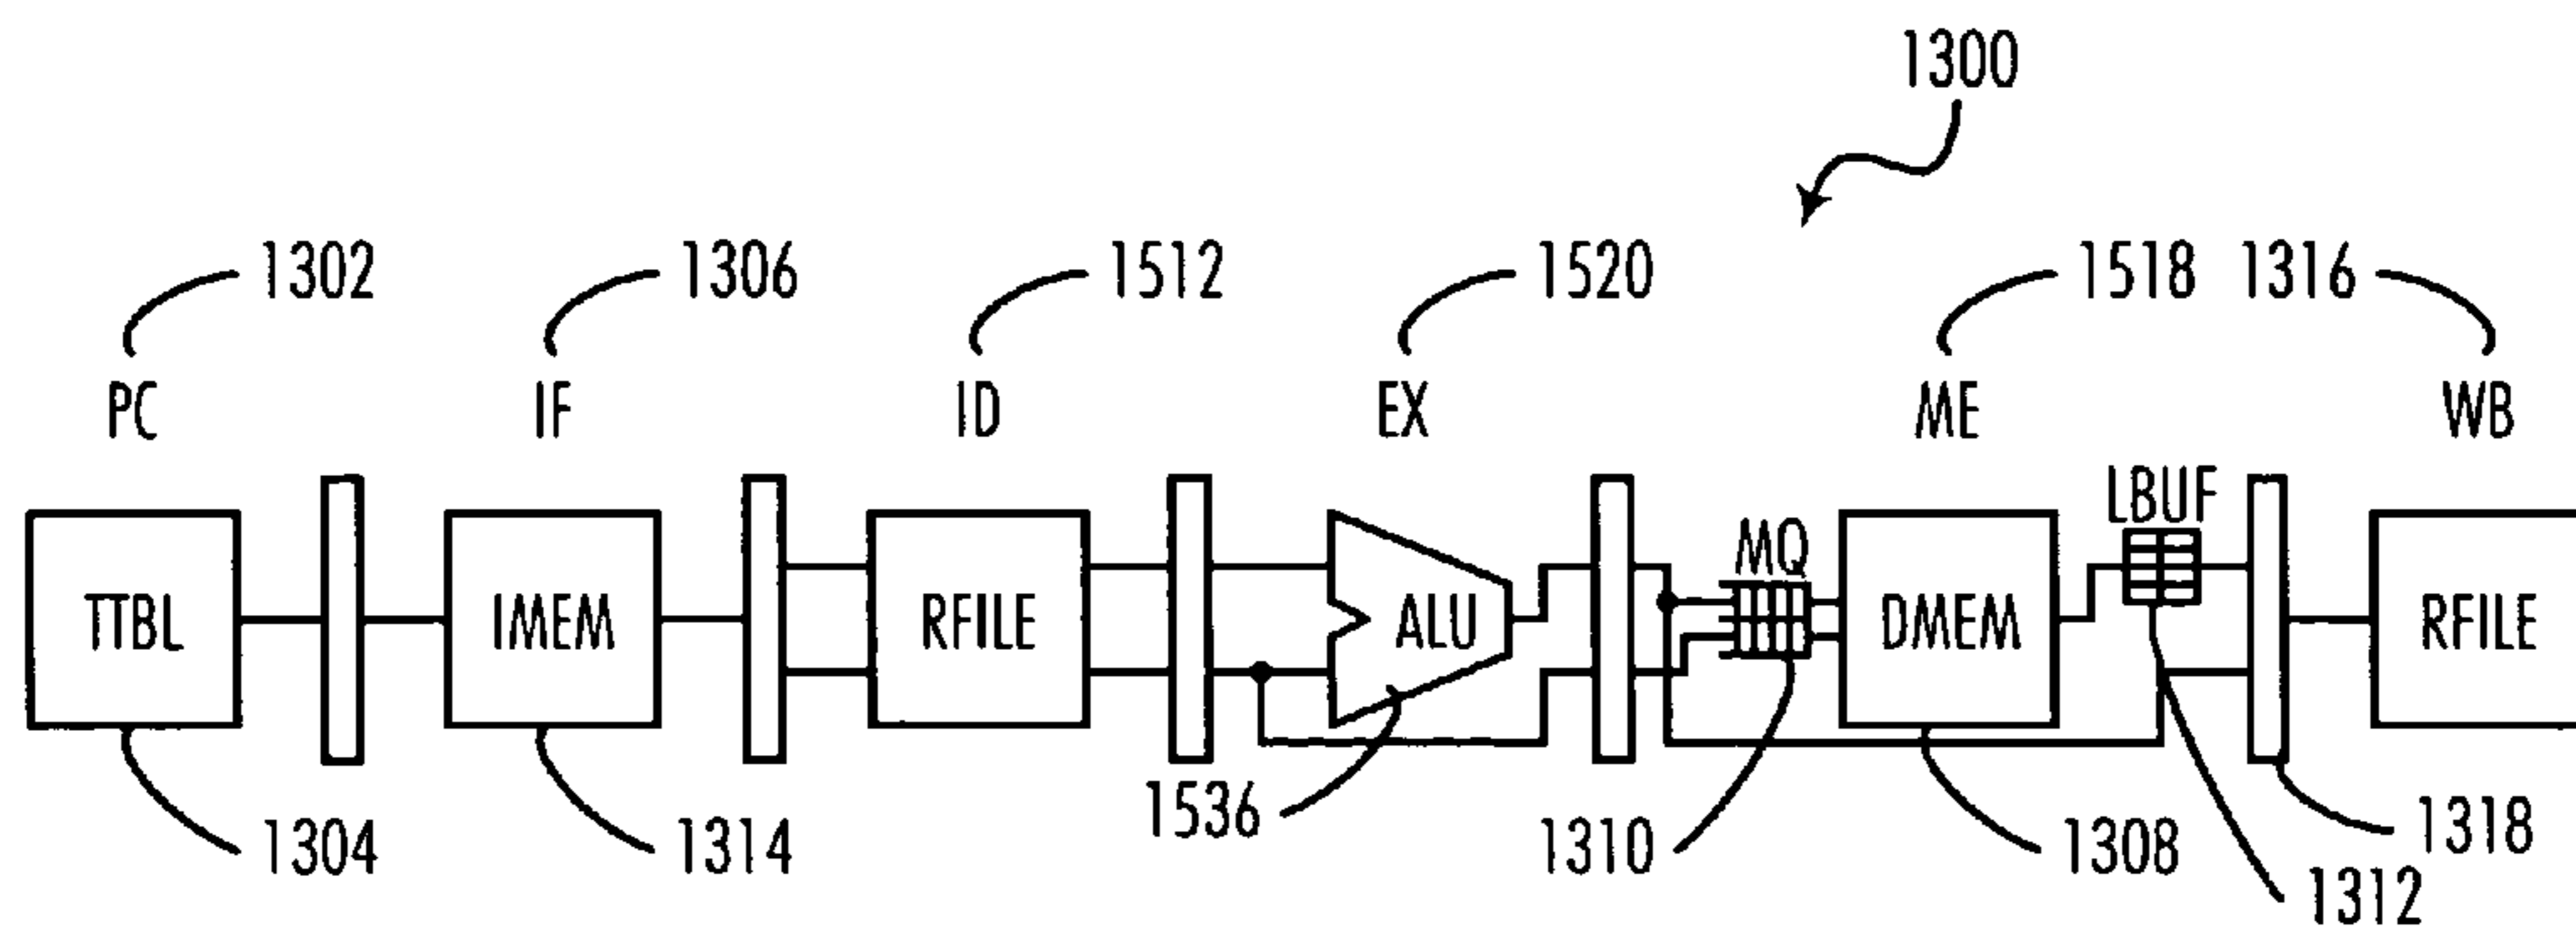 1300
1302 1306 1512 1520 1518 1316
PC IF ID EX ME WB
LBUF
MQ
TTBL IMEM RFILE ALU DMEM RFILE
1536
1304 1314 1310 1308 1318
1312